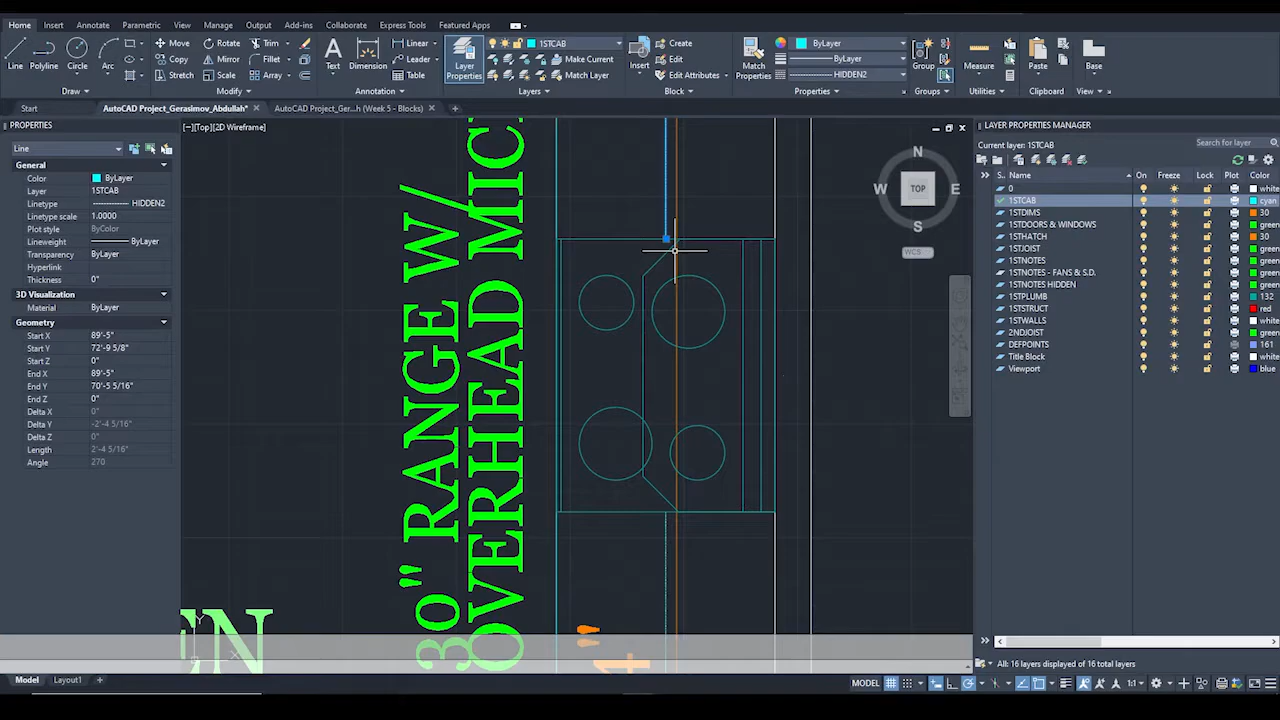 Home Insert Annotate Parametric View Manage Output Add-ins Collaborate Express Tools Featured Apps
Line Polyline Circle Arc
Move Rotate Trim
Copy Mirror Fillet
Stretch Scale Array
Text Dimension
Linear
Leader
Table
Layer Properties
1STCAB
Make Current
Match Layer
Insert
Create
Edit
Edit Attributes
Match Properties
ByLayer
ByLayer
HIDDEN2
Group
Measure
Paste
Base
Draw Modify Annotation Layers Block Properties Groups Utilities Clipboard View
Start AutoCAD Project_Gerasimov_Abdullah* AutoCAD Project_Ger...h (Week 5 - Blocks)
PROPERTIES
Line
General
Color ByLayer
Layer 1STCAB
Linetype HIDDEN2
Linetype scale 1.0000
Plot style ByColor
Lineweight ByLayer
Transparency ByLayer
Hyperlink
Thickness 0"
3D Visualization
Material ByLayer
Geometry
Start X 89'-5"
Start Y 72'-9 5/8"
Start Z 0"
End X 89'-5"
End Y 70'-5 5/16"
End Z 0"
Delta X 0"
Delta Y -2'-4 5/16"
Delta Z 0"
Length 2'-4 5/16"
Angle 270
[−][Top][2D Wireframe]
30" RANGE W/
OVERHEAD MIC
4"
EN
Y
N
W TOP E
S
WCS
LAYER PROPERTIES MANAGER
Current layer: 1STCAB
Search for layer
S.. Name On Freeze Lock Plot Color
0 white
1STCAB cyan
1STDIMS 30
1STDOORS & WINDOWS green
1STHATCH 30
1STJOIST green
1STNOTES green
1STNOTES - FANS & S.D. green
1STNOTES HIDDEN green
1STPLUMB 132
1STSTRUCT red
1STWALLS white
2NDJOIST green
DEFPOINTS 161
Title Block white
Viewport blue
All: 16 layers displayed of 16 total layers
Model Layout1 +
MODEL 1:1